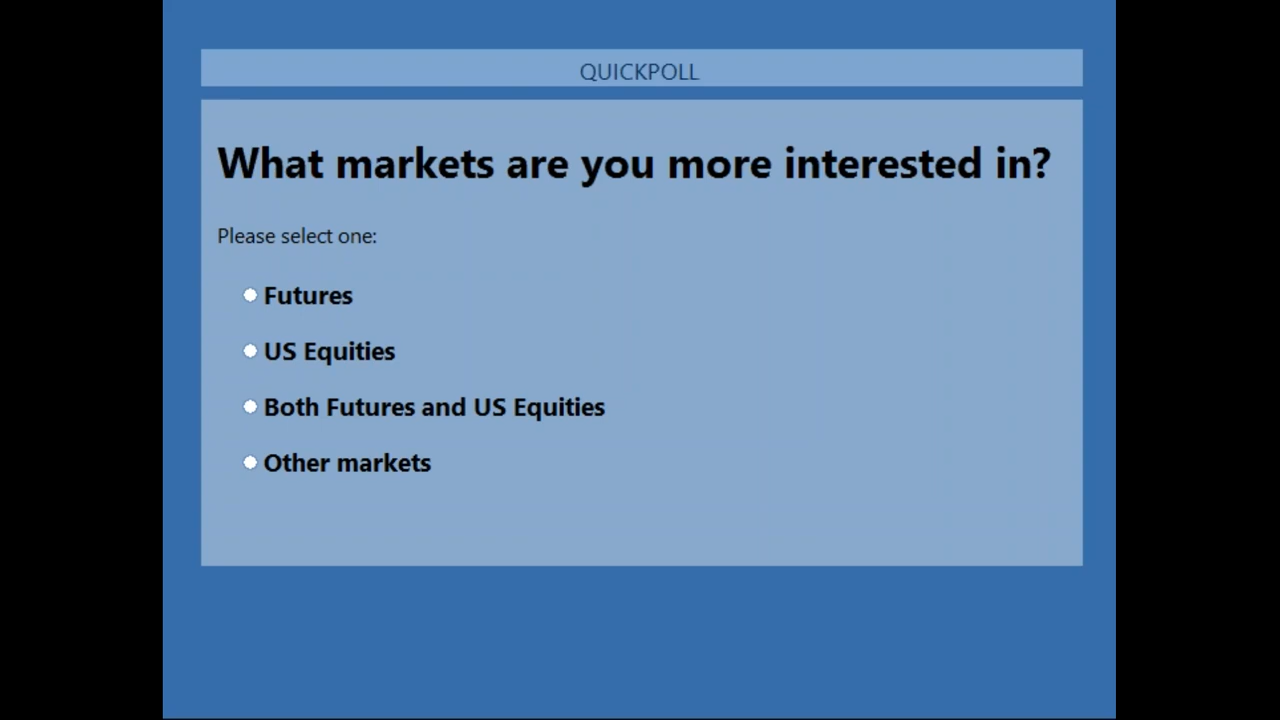 QUICKPOLL
What markets are you more interested in?
Please select one:
Futures
US Equities
Both Futures and US Equities
Other markets